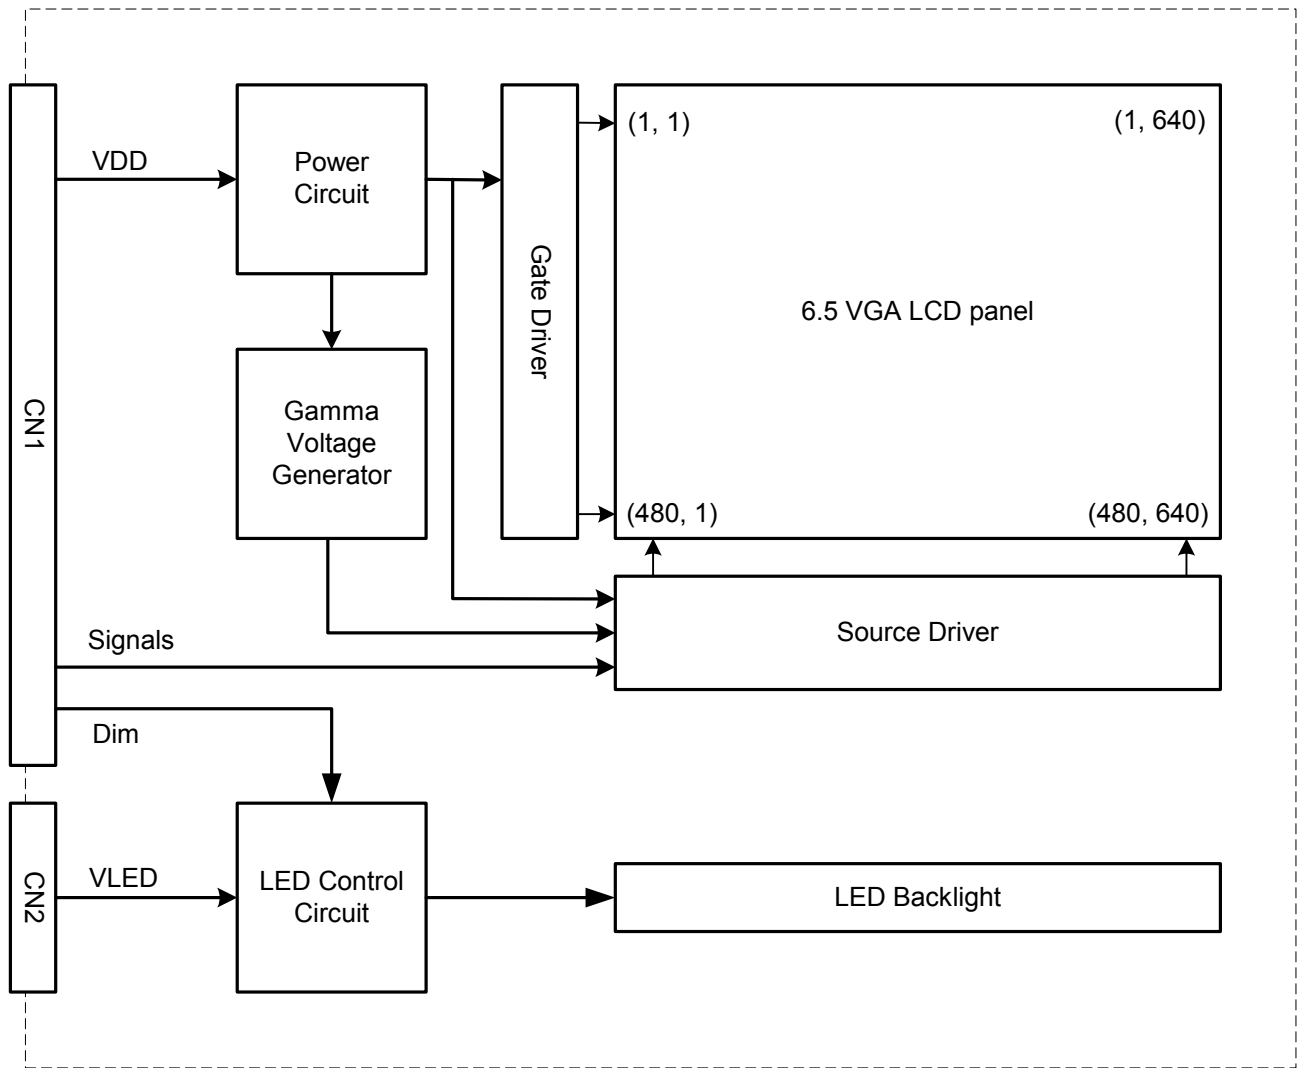 (1, 1)
(1, 640)
VDD
Power
Circuit
Gate Driver
6.5 VGA LCD panel
CN1
Gamma
Voltage
Generator
(480, 1)
(480, 640)
Signals
Source Driver
Dim
CN2
VLED
LED Control
Circuit
LED Backlight